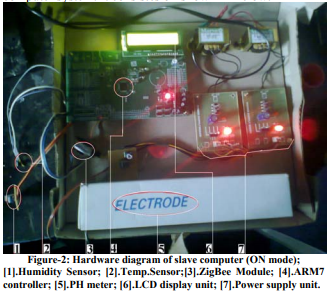 ELECTRODE
1 2 3 4 5 6 7
Figure-2: Hardware diagram of slave computer (ON mode);
[1].Humidity Sensor; [2].Temp.Sensor;[3].ZigBee Module; [4].ARM7
controller; [5].PH meter; [6].LCD display unit; [7].Power supply unit.